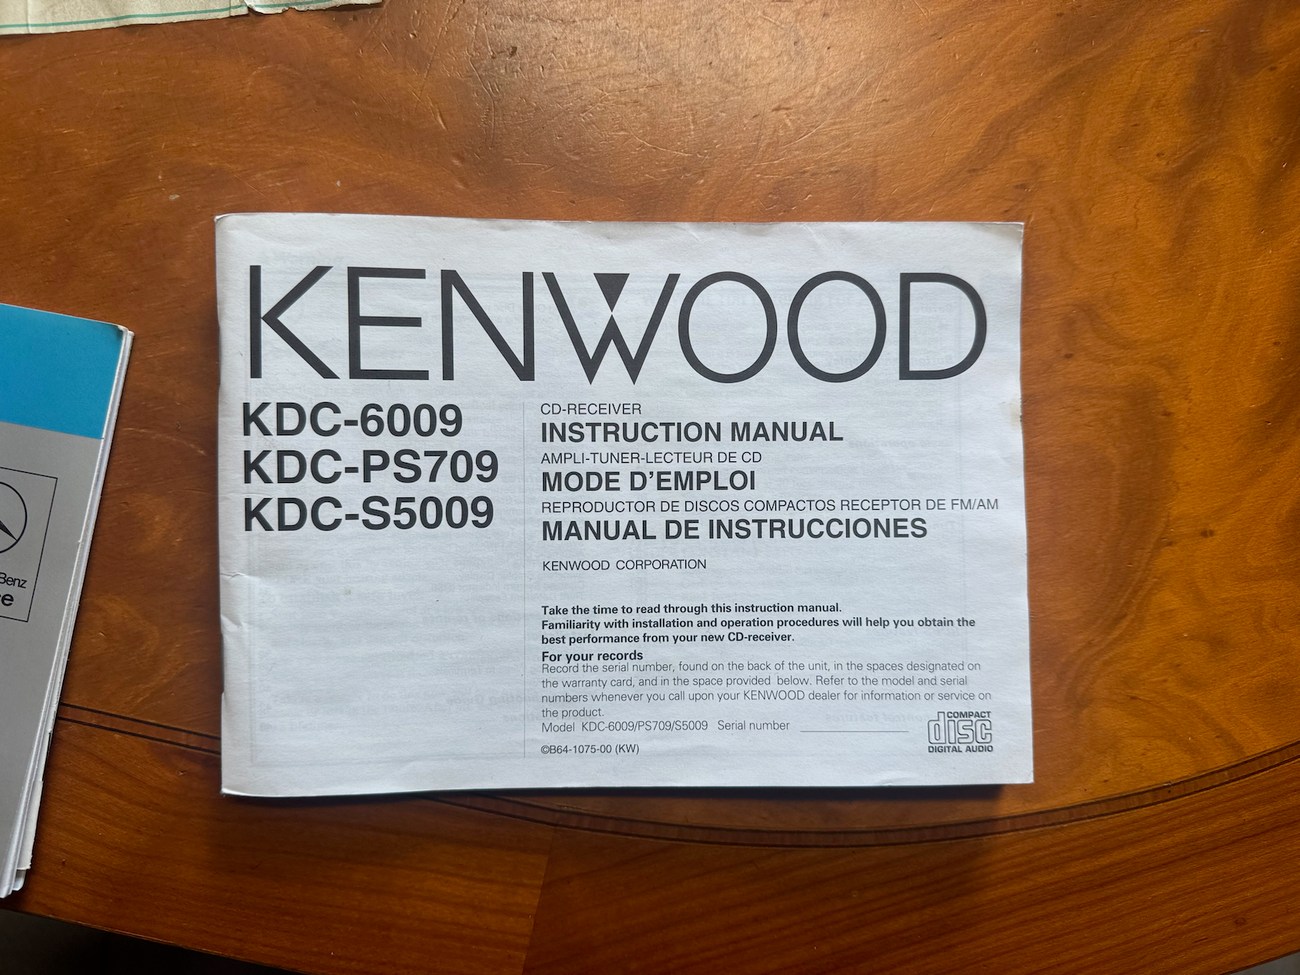 KENWOOD
KDC-6009
KDC-PS709
KDC-S5009
CD-RECEIVER
INSTRUCTION MANUAL
AMPLI-TUNER-LECTEUR DE CD
MODE D'EMPLOI
REPRODUCTOR DE DISCOS COMPACTOS RECEPTOR DE FM/AM
MANUAL DE INSTRUCCIONES
KENWOOD CORPORATION
Take the time to read through this instruction manual.
Familiarity with installation and operation procedures will help you obtain the
best performance from your new CD-receiver.
For your records
Record the serial number, found on the back of the unit, in the spaces designated on
the warranty card, and in the space provided below. Refer to the model and serial
numbers whenever you call upon your KENWOOD dealer for information or service on
the product.
Model KDC-6009/PS709/S5009 Serial number
©B64-1075-00 (KW)
COMPACT
disc
DIGITAL AUDIO
Benz